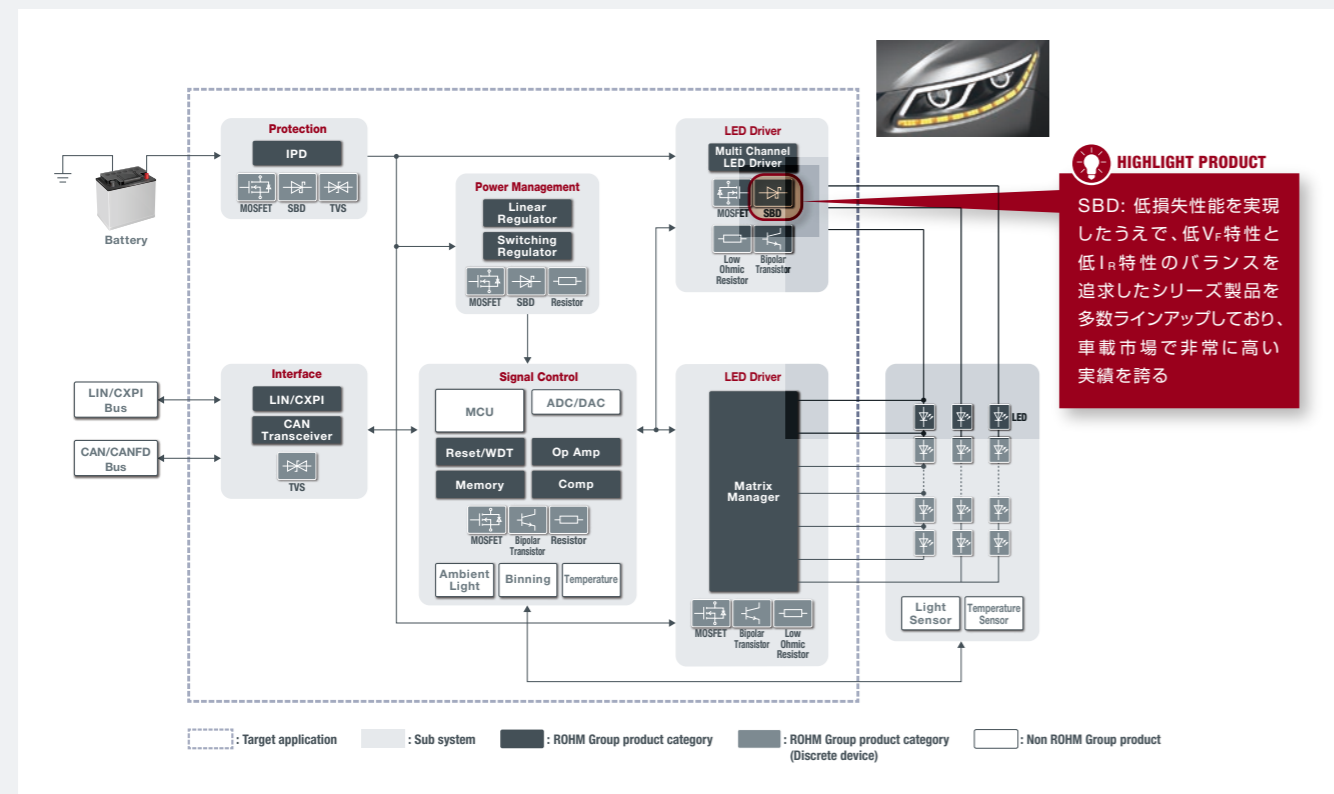 Protection
IPD
MOSFET
SBD
TVS
Battery
Power Management
Linear
Regulator
Switching
Regulator
MOSFET
SBD
Resistor
LED Driver
Multi Channel
LED Driver
MOSFET
SBD
Low
Ohmic
Resistor
Bipolar
Transistor
HIGHLIGHT PRODUCT
SBD: 低損失性能を実現
したうえで、低VF特性と
低IR特性のバランスを
追求したシリーズ製品を
多数ラインアップしており、
車載市場で非常に高い
実績を誇る
LIN/CXPI
Bus
CAN/CANFD
Bus
Interface
LIN/CXPI
CAN
Transceiver
TVS
Signal Control
MCU
ADC/DAC
Reset/WDT
Op Amp
Memory
Comp
MOSFET
Bipolar
Transistor
Resistor
Ambient
Light
Binning
Temperature
LED Driver
Matrix
Manager
MOSFET
Bipolar
Transistor
Low
Ohmic
Resistor
LED
Light
Sensor
Temperature
Sensor
: Target application
: Sub system
: ROHM Group product category
: ROHM Group product category
(Discrete device)
: Non ROHM Group product